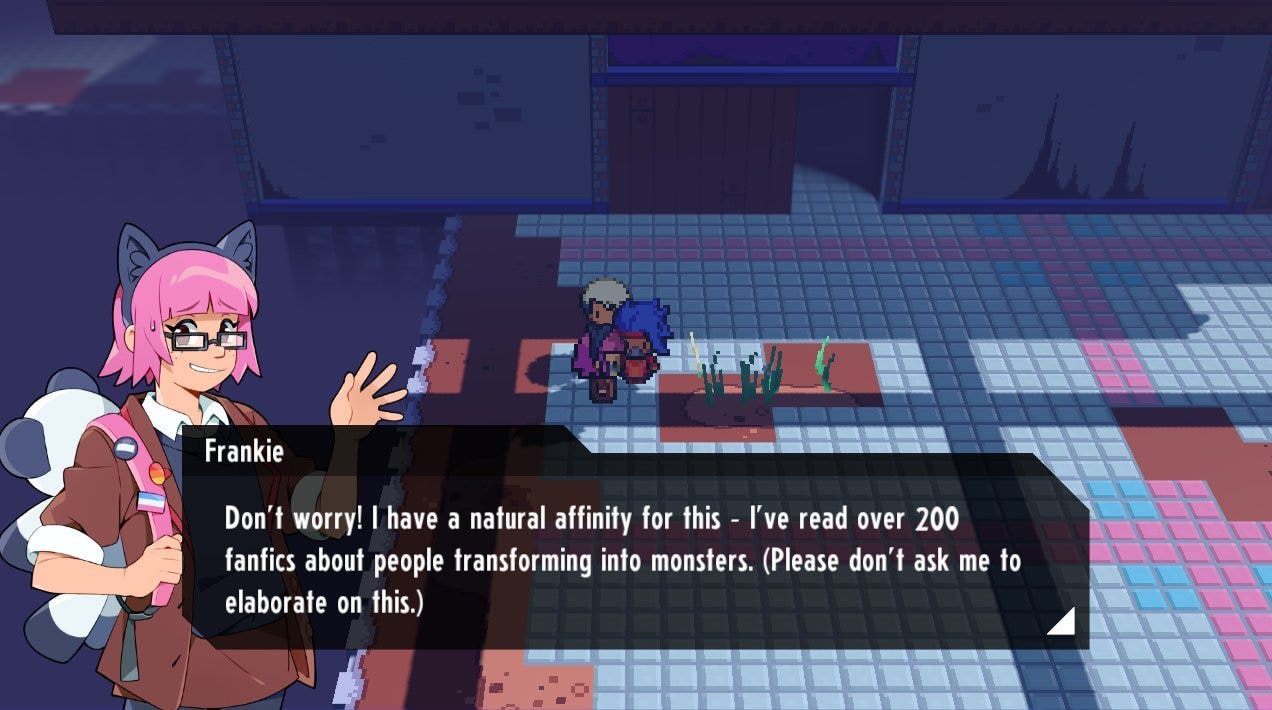 Frankie
Don't worry! I have a natural affinity for this - I've read over 200
fanfics about people transforming into monsters. (Please don't ask me to
elaborate on this.)